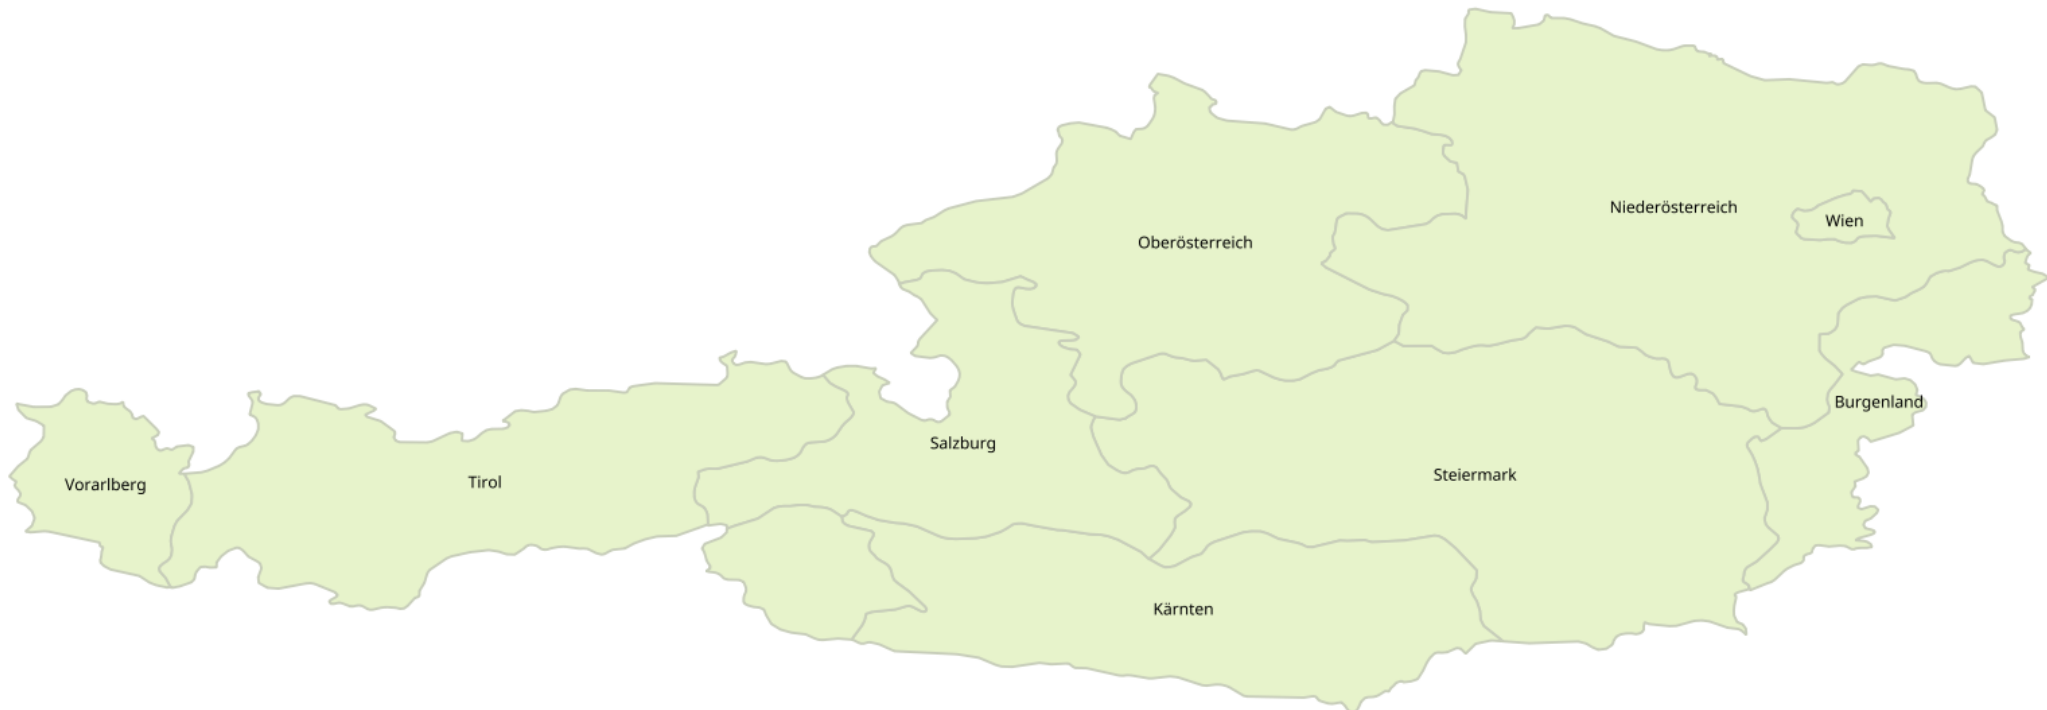 Niederösterreich
Wien
Oberösterreich
Burgenland
Salzburg
Steiermark
Tirol
Vorarlberg
Kärnten